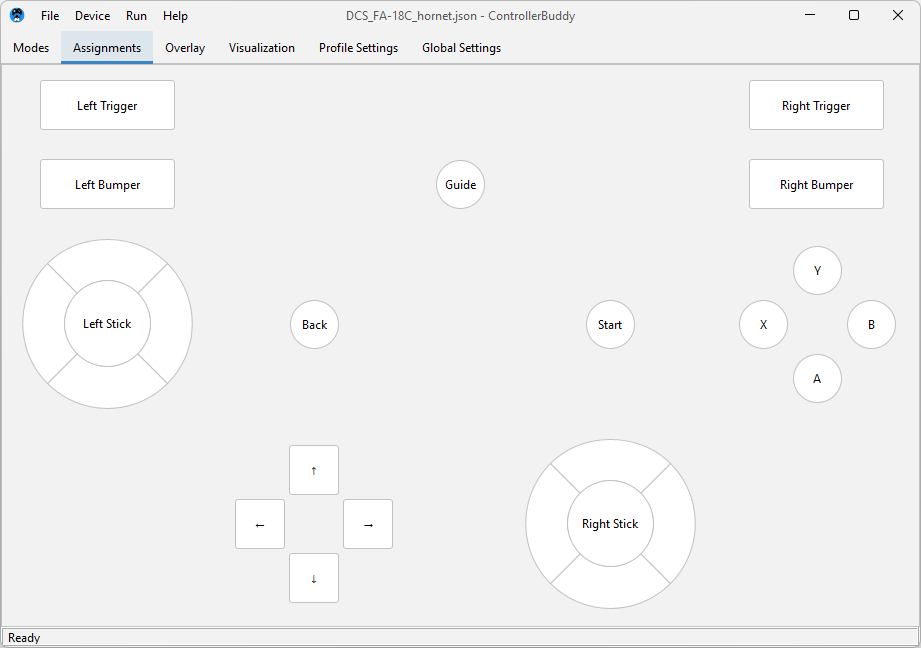 File Device Run Help DCS_FA-18C_hornet.json - ControllerBuddy
Modes Assignments Overlay Visualization Profile Settings Global Settings
Left Trigger Right Trigger
Left Bumper Guide Right Bumper
Y
Left Stick Back Start X B
A
↑
← → Right Stick
↓
Ready